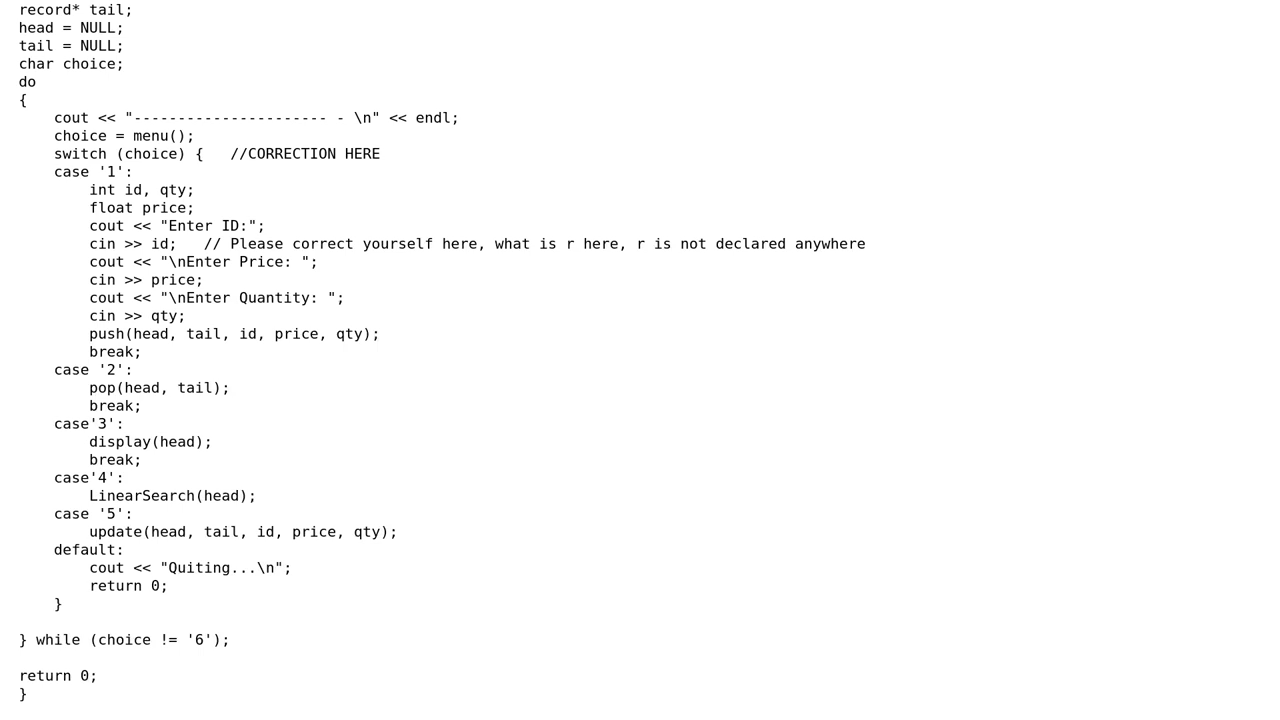 record* tail;
head = NULL;
tail = NULL;
char choice;
do
{
    cout << "---------------------- - \n" << endl;
    choice = menu();
    switch (choice) {   //CORRECTION HERE
    case '1':
        int id, qty;
        float price;
        cout << "Enter ID:";
        cin >> id;   // Please correct yourself here, what is r here, r is not declared anywhere
        cout << "\nEnter Price: ";
        cin >> price;
        cout << "\nEnter Quantity: ";
        cin >> qty;
        push(head, tail, id, price, qty);
        break;
    case '2':
        pop(head, tail);
        break;
    case'3':
        display(head);
        break;
    case'4':
        LinearSearch(head);
    case '5':
        update(head, tail, id, price, qty);
    default:
        cout << "Quiting...\n";
        return 0;
    }

} while (choice != '6');

return 0;
}